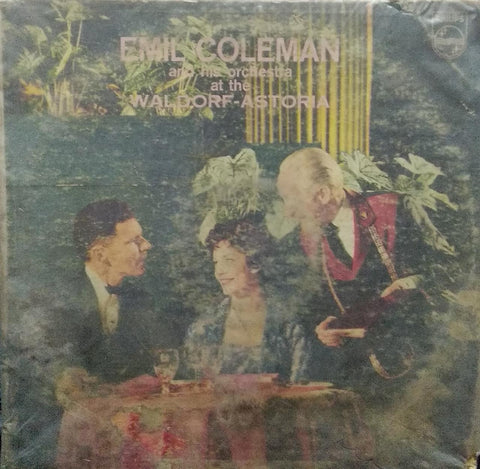 EMIL COLEMAN
and his orchestra
at the
WALDORF-ASTORIA